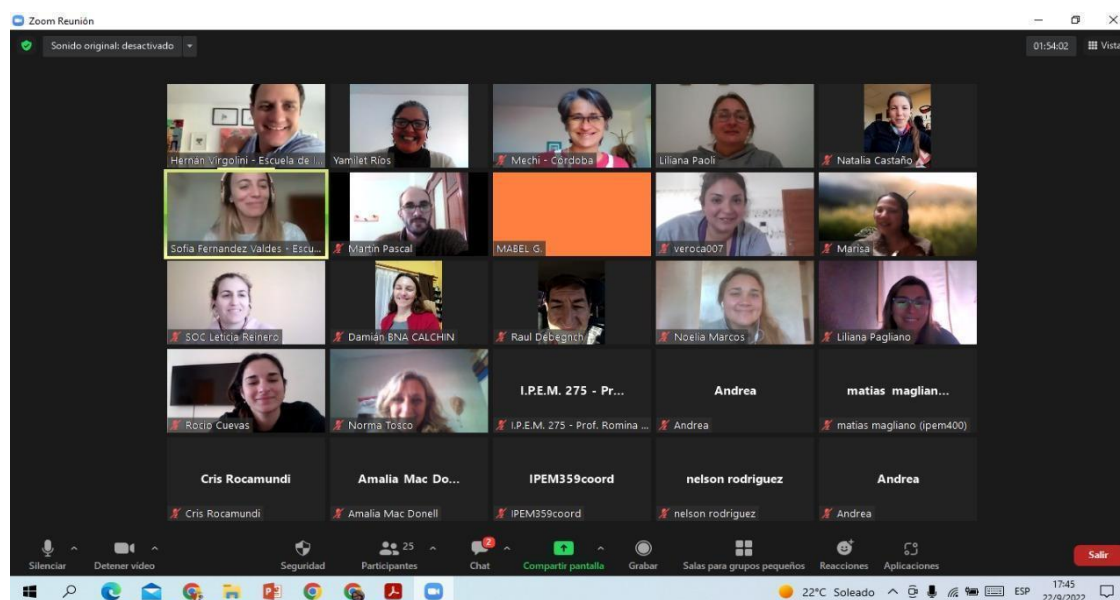 Zoom Reunión
Sonido original: desactivado
01:54:02
Vista
Hernán Virgolini - Escuela de i...
Yamilet Ríos
Mechi - Córdoba
Liliana Paoli
Natalia Castaño
Sofia Fernandez Valdes - Escu...
Martin Pascal
MABEL G.
veroca007
Marisa
SOC Leticia Reinero
Damián BNA CALCHIN
Raul Debegnch
Noelia Marcos
Liliana Pagliano
Rocio Cuevas
Norma Tosco
I.P.E.M. 275 - Pr...
I.P.E.M. 275 - Prof. Romina ...
Andrea
Andrea
matias maglian...
matias magliano (ipem400)
Cris Rocamundi
Cris Rocamundi
Amalia Mac Do...
Amalia Mac Donell
IPEM359coord
IPEM359coord
nelson rodriguez
nelson rodriguez
Andrea
Andrea
Silenciar
Detener video
Seguridad
25
Participantes
2
Chat
Compartir pantalla
Grabar
Salas para grupos pequeños
Reacciones
Aplicaciones
Salir
22°C Soleado
ESP
17:45
22/9/2022